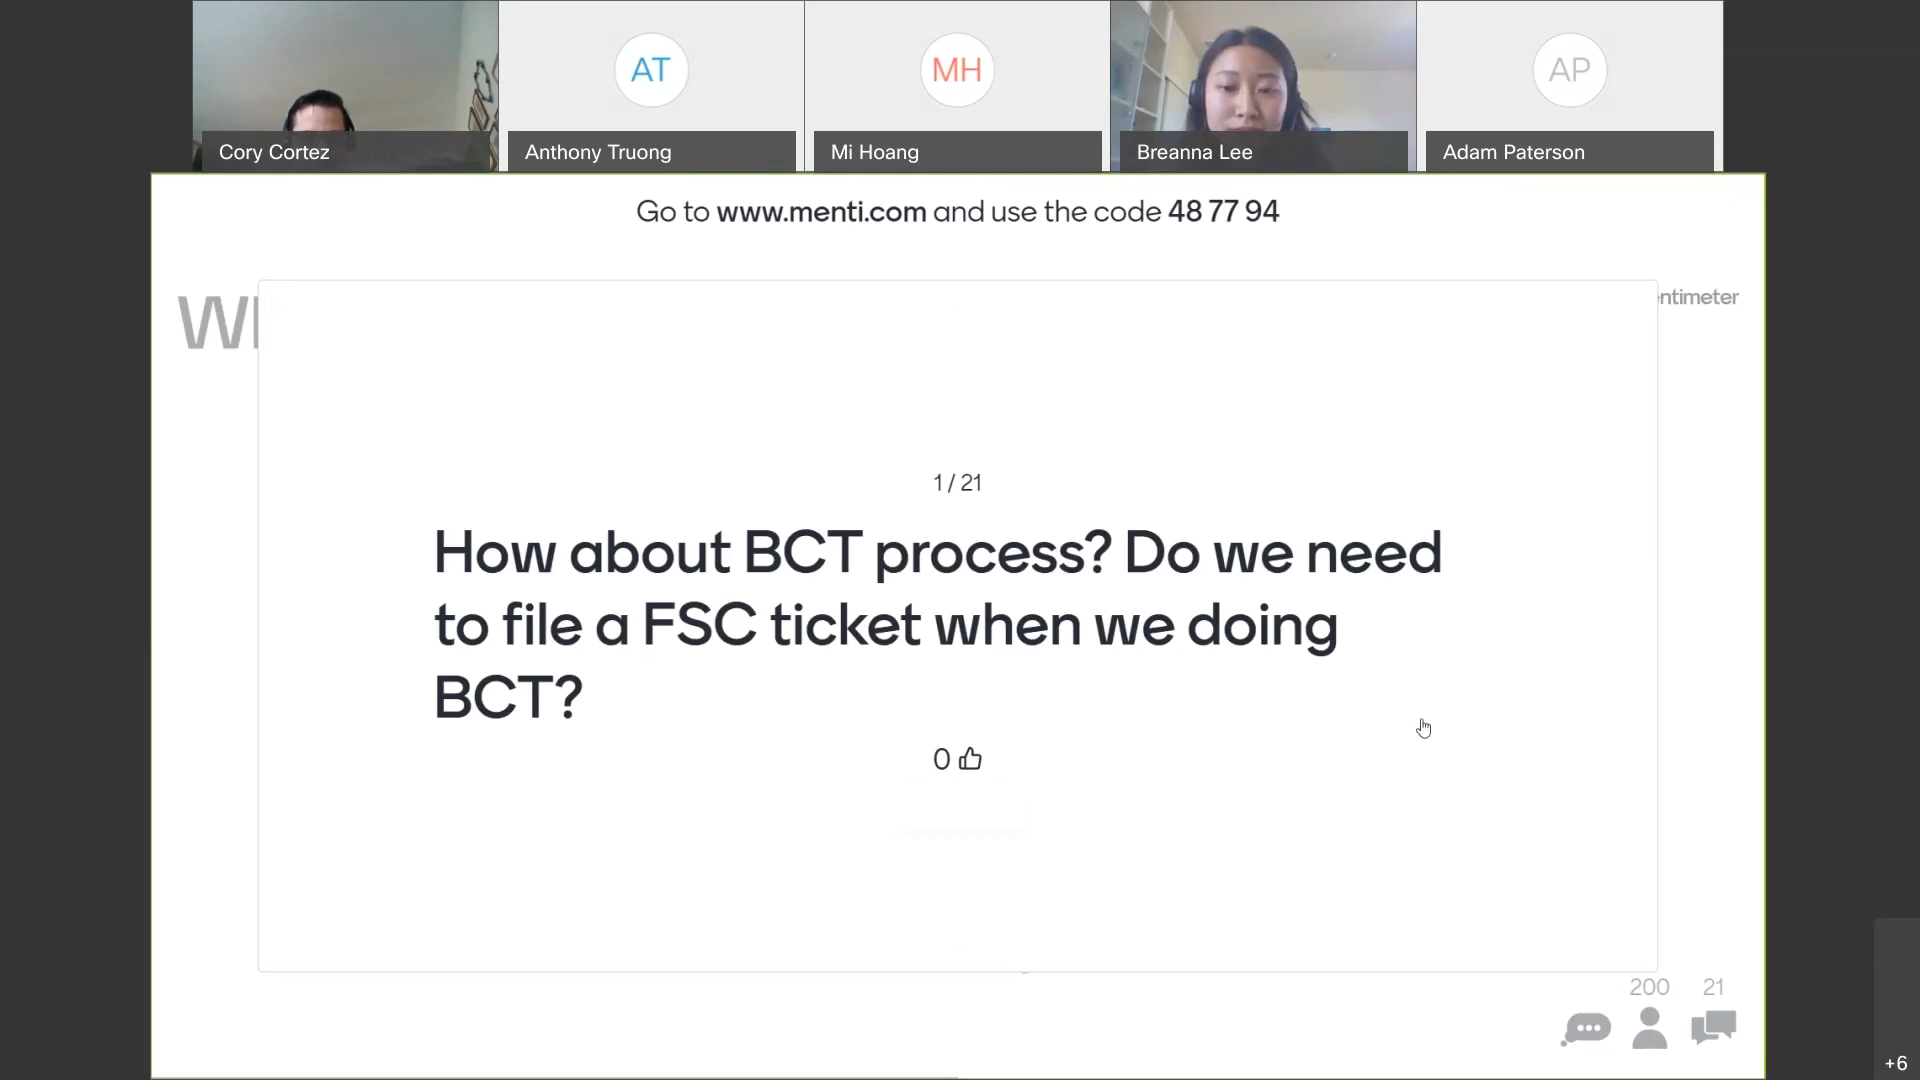 AT
MH
AP
Cory Cortez
Anthony Truong
Mi Hoang
Breanna Lee
Adam Paterson
Go to www.menti.com and use the code 48 77 94
ntimeter
1 / 21
How about BCT process? Do we need
to file a FSC ticket when we doing
BCT?
0
200
21
+6